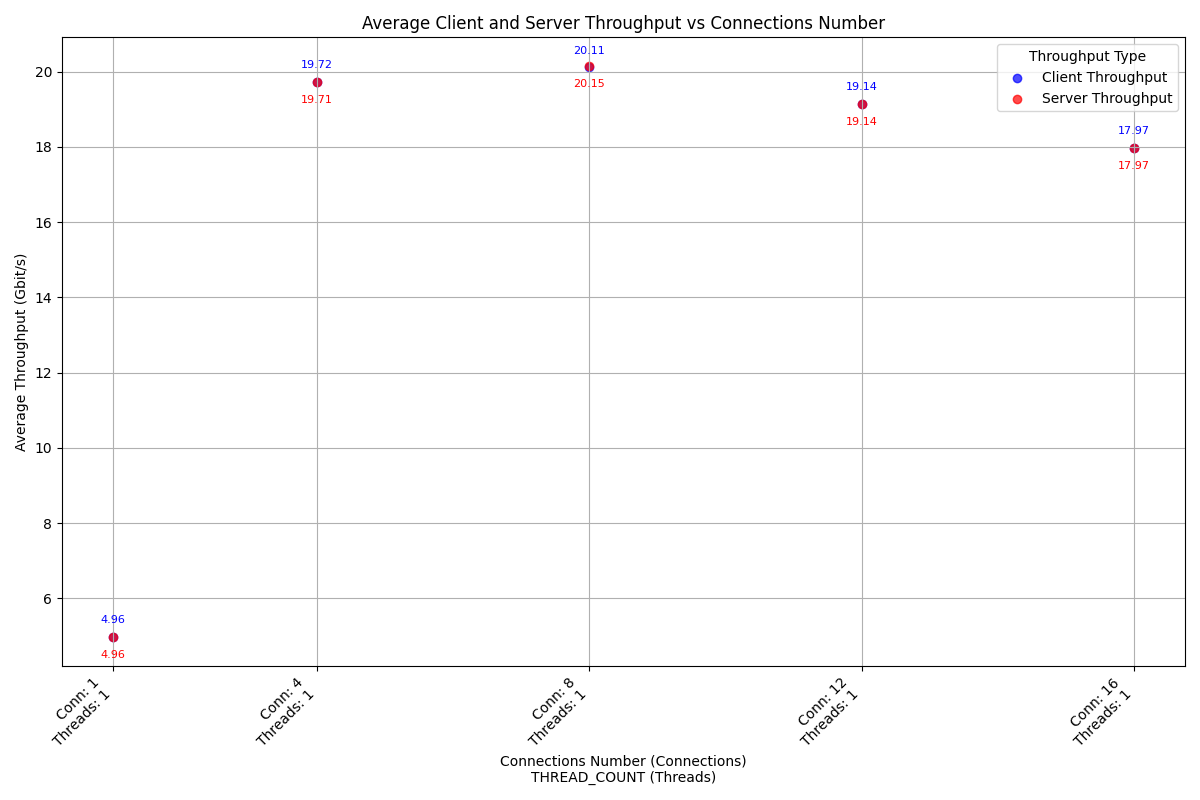 Average Client and Server Throughput vs Connections Number
Average Throughput (Gbit/s)
20
18
16
14
12
10
8
6
4.96
4.96
19.72
19.71
20.11
20.15
19.14
19.14
17.97
17.97
Throughput Type
Client Throughput
Server Throughput
Conn: 1
Threads: 1
Conn: 4
Threads: 1
Conn: 8
Threads: 1
Conn: 12
Threads: 1
Conn: 16
Threads: 1
Connections Number (Connections)
THREAD_COUNT (Threads)